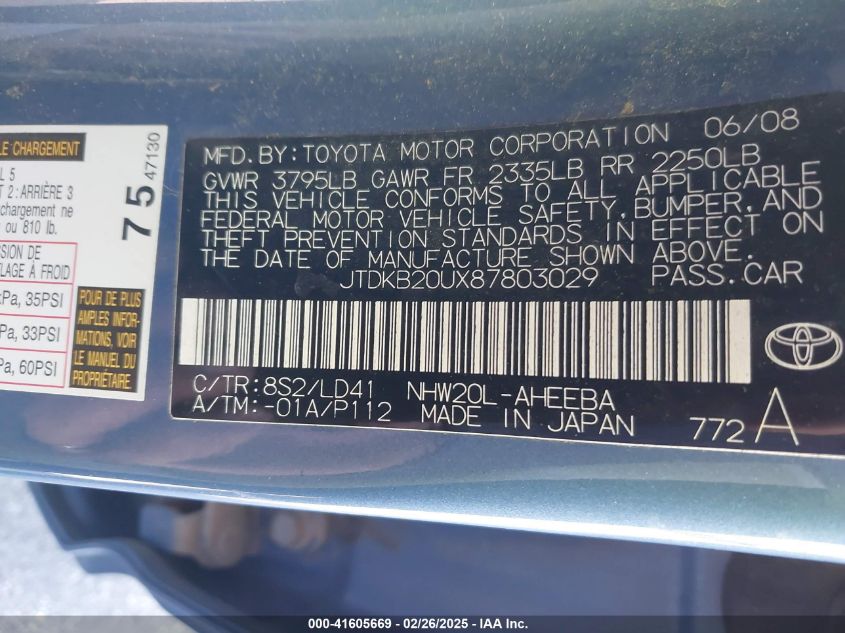 LE CHARGEMENT
L 5
T 2:ARRIÈRE 3
chargement ne
ou 810 lb.
75 47130
SION DE
LAGE À FROID
Pa, 35PSI
Pa, 33PSI
Pa, 60PSI
POUR DE PLUS
AMPLES INFOR-
MATIONS, VOIR
LE MANUEL DU
PROPRIÉTAIRE.
MFD.BY:TOYOTA MOTOR CORPORATION 06/08
GVWR 3795LB GAWR FR 2335LB RR 2250LB
THIS VEHICLE CONFORMS TO ALL APPLICABLE
FEDERAL MOTOR VEHICLE SAFETY,BUMPER,AND
THEFT PREVENTION STANDARDS IN EFFECT ON
THE DATE OF MANUFACTURE SHOWN ABOVE.
JTDKB20UX87803029 PASS.CAR
C/TR:8S2/LD41 NHW20L-AHEEBA
A/TM:-01A/P112 MADE IN JAPAN
772 A
000-41605669 - 02/26/2025 - IAA Inc.